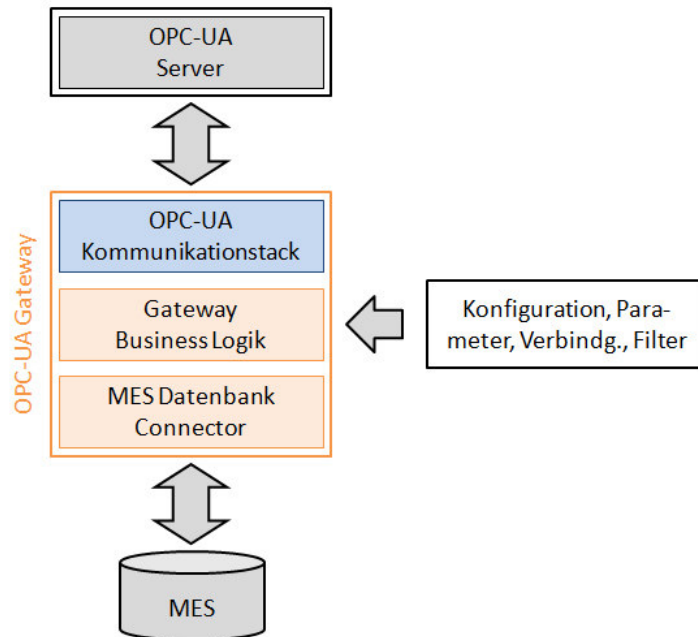 OPC-UA
Server
OPC-UA Gateway
OPC-UA
Kommunikationstack
Gateway
Business Logik
MES Datenbank
Connector
Konfiguration, Para-
meter, Verbindg., Filter
MES